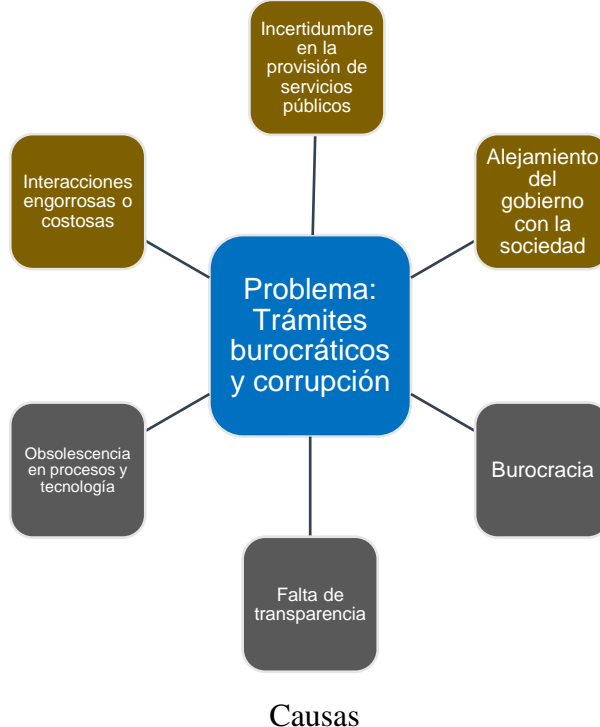 Incertidumbre
en la
provisión de
servicios
públicos
Interacciones
engorrosas o
costosas
Alejamiento
del
gobierno
con la
sociedad
Problema:
Trámites
burocráticos
y corrupción
Obsolescencia
en procesos y
tecnología
Burocracia
Falta de
transparencia
Causas